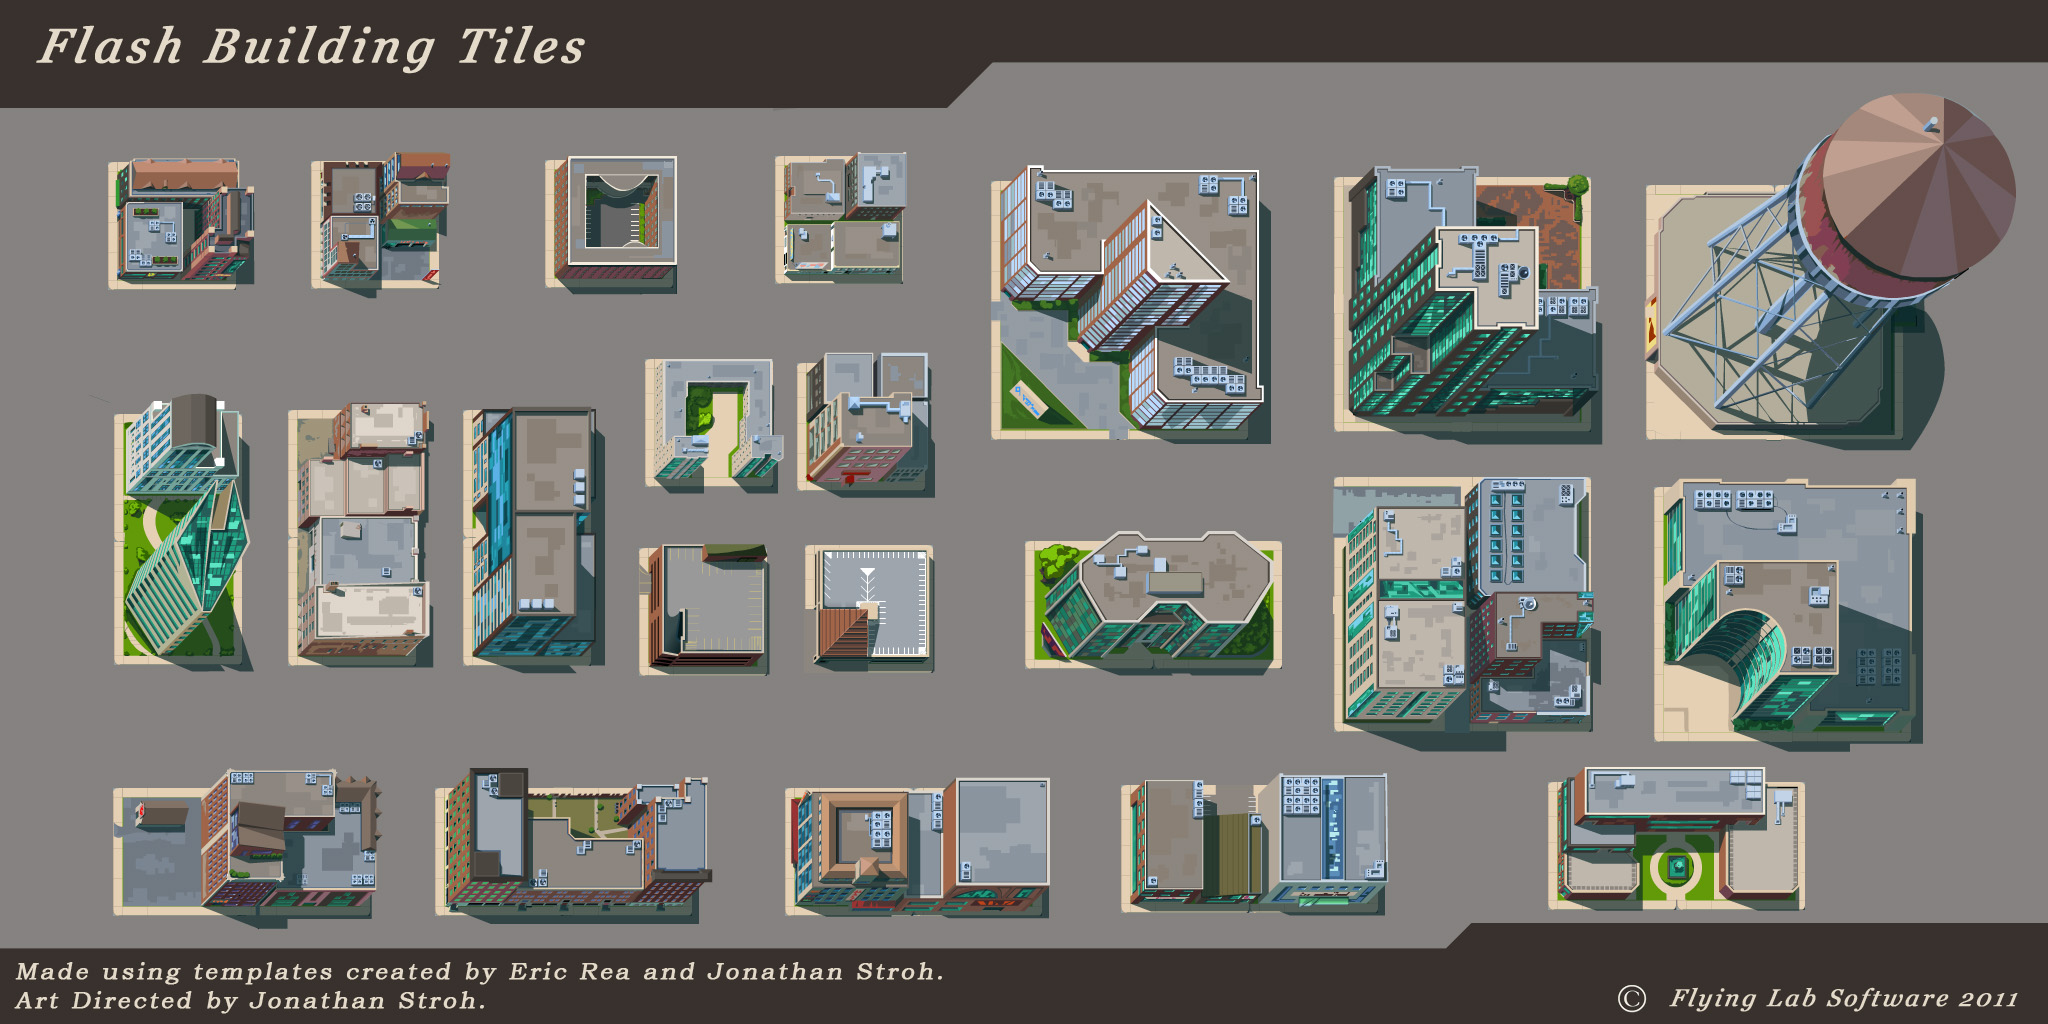 Flash Building Tiles
Made using templates created by Eric Rea and Jonathan Stroh.
Art Directed by Jonathan Stroh.
© Flying Lab Software 2011